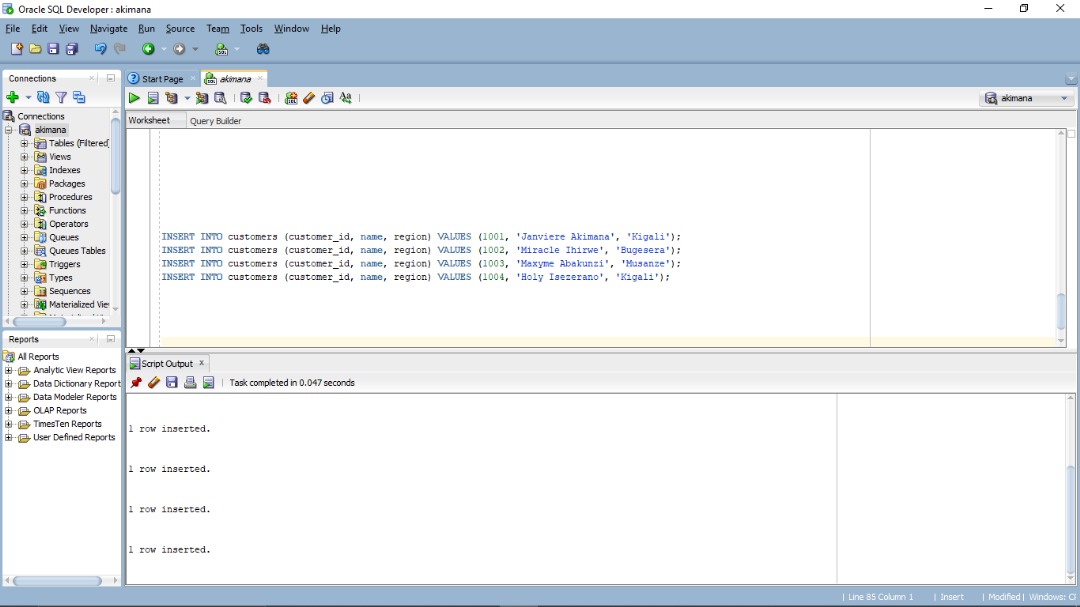 Oracle SQL Developer : akimana
File Edit View Navigate Run Source Team Tools Window Help
Connections
Start Page
akimana
akimana
Connections
akimana
Tables (Filtered)
Views
Indexes
Packages
Procedures
Functions
Operators
Queues
Queues Tables
Triggers
Types
Sequences
Materialized Vie
Worksheet Query Builder
INSERT INTO customers (customer_id, name, region) VALUES (1001, 'Janviere Akimana', 'Kigali');
INSERT INTO customers (customer_id, name, region) VALUES (1002, 'Miracle Ihirwe', 'Bugesera');
INSERT INTO customers (customer_id, name, region) VALUES (1003, 'Maxyme Abakunzi', 'Musanze');
INSERT INTO customers (customer_id, name, region) VALUES (1004, 'Holy Isezerano', 'Kigali');
Reports
All Reports
Analytic View Reports
Data Dictionary Report
Data Modeler Reports
OLAP Reports
TimesTen Reports
User Defined Reports
Script Output x
Task completed in 0.047 seconds
1 row inserted.
1 row inserted.
1 row inserted.
1 row inserted.
Line 85 Column 1 | Insert | Modified | Windows: C